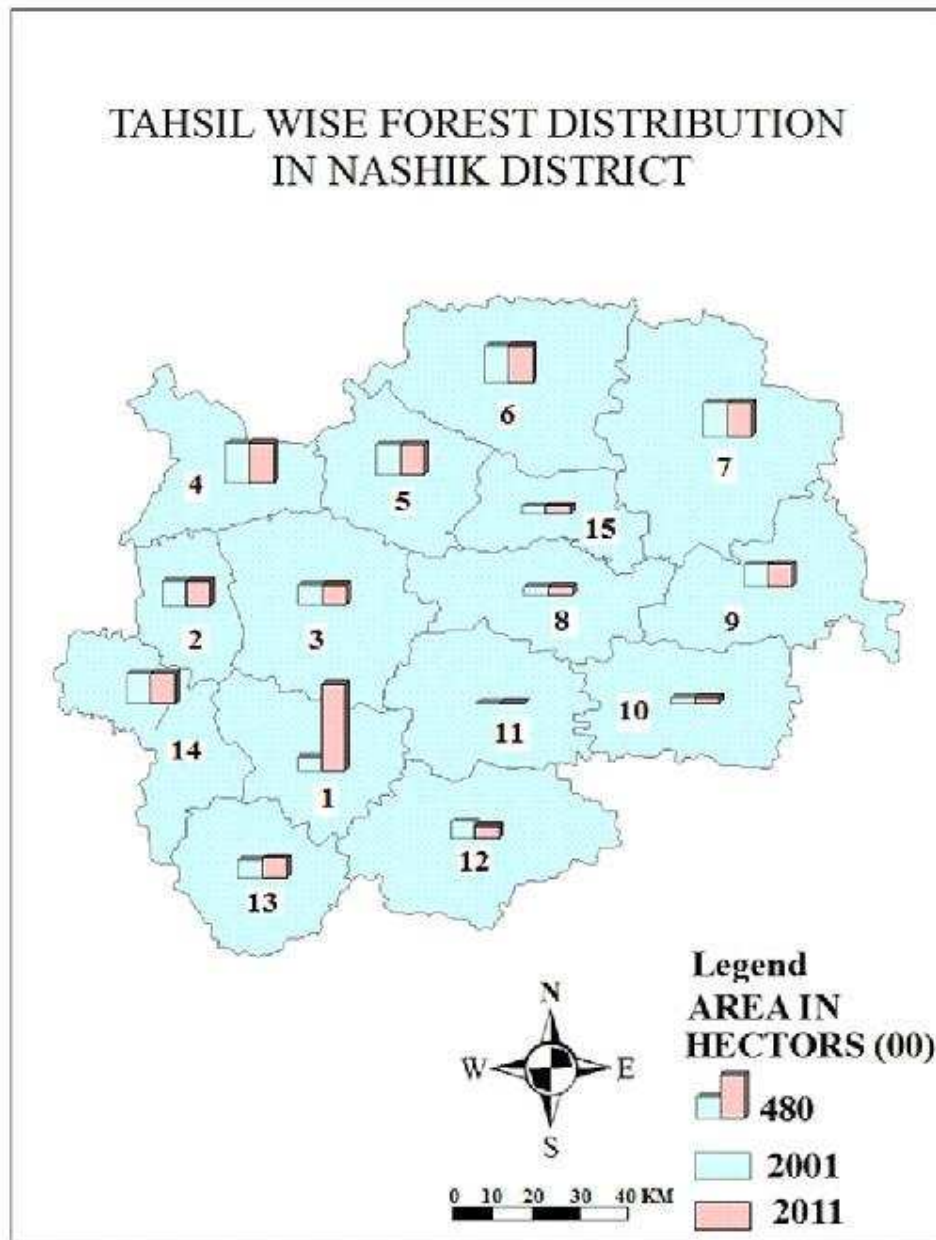 TAHSIL WISE FOREST DISTRIBUTION
IN NASHIK DISTRICT
6
7
4
5
15
2
3
8
9
10
11
14
1
12
13
Legend
AREA IN
HECTORS (00)
480
2001
2011
N
W
E
S
0 10 20 30 40 KM